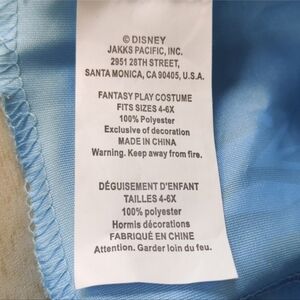 © DISNEY
JAKKS PACIFIC, INC.
2951 28TH STREET,
SANTA MONICA, CA 90405, U.S.A.
FANTASY PLAY COSTUME
FITS SIZES 4-6X
100% Polyester
Exclusive of decoration
MADE IN CHINA
Warning. Keep away from fire.
DÉGUISEMENT D'ENFANT
TAILLES 4-6X
100% polyester
Hormis décorations
FABRIQUÉ EN CHINE
Attention. Garder loin du feu.